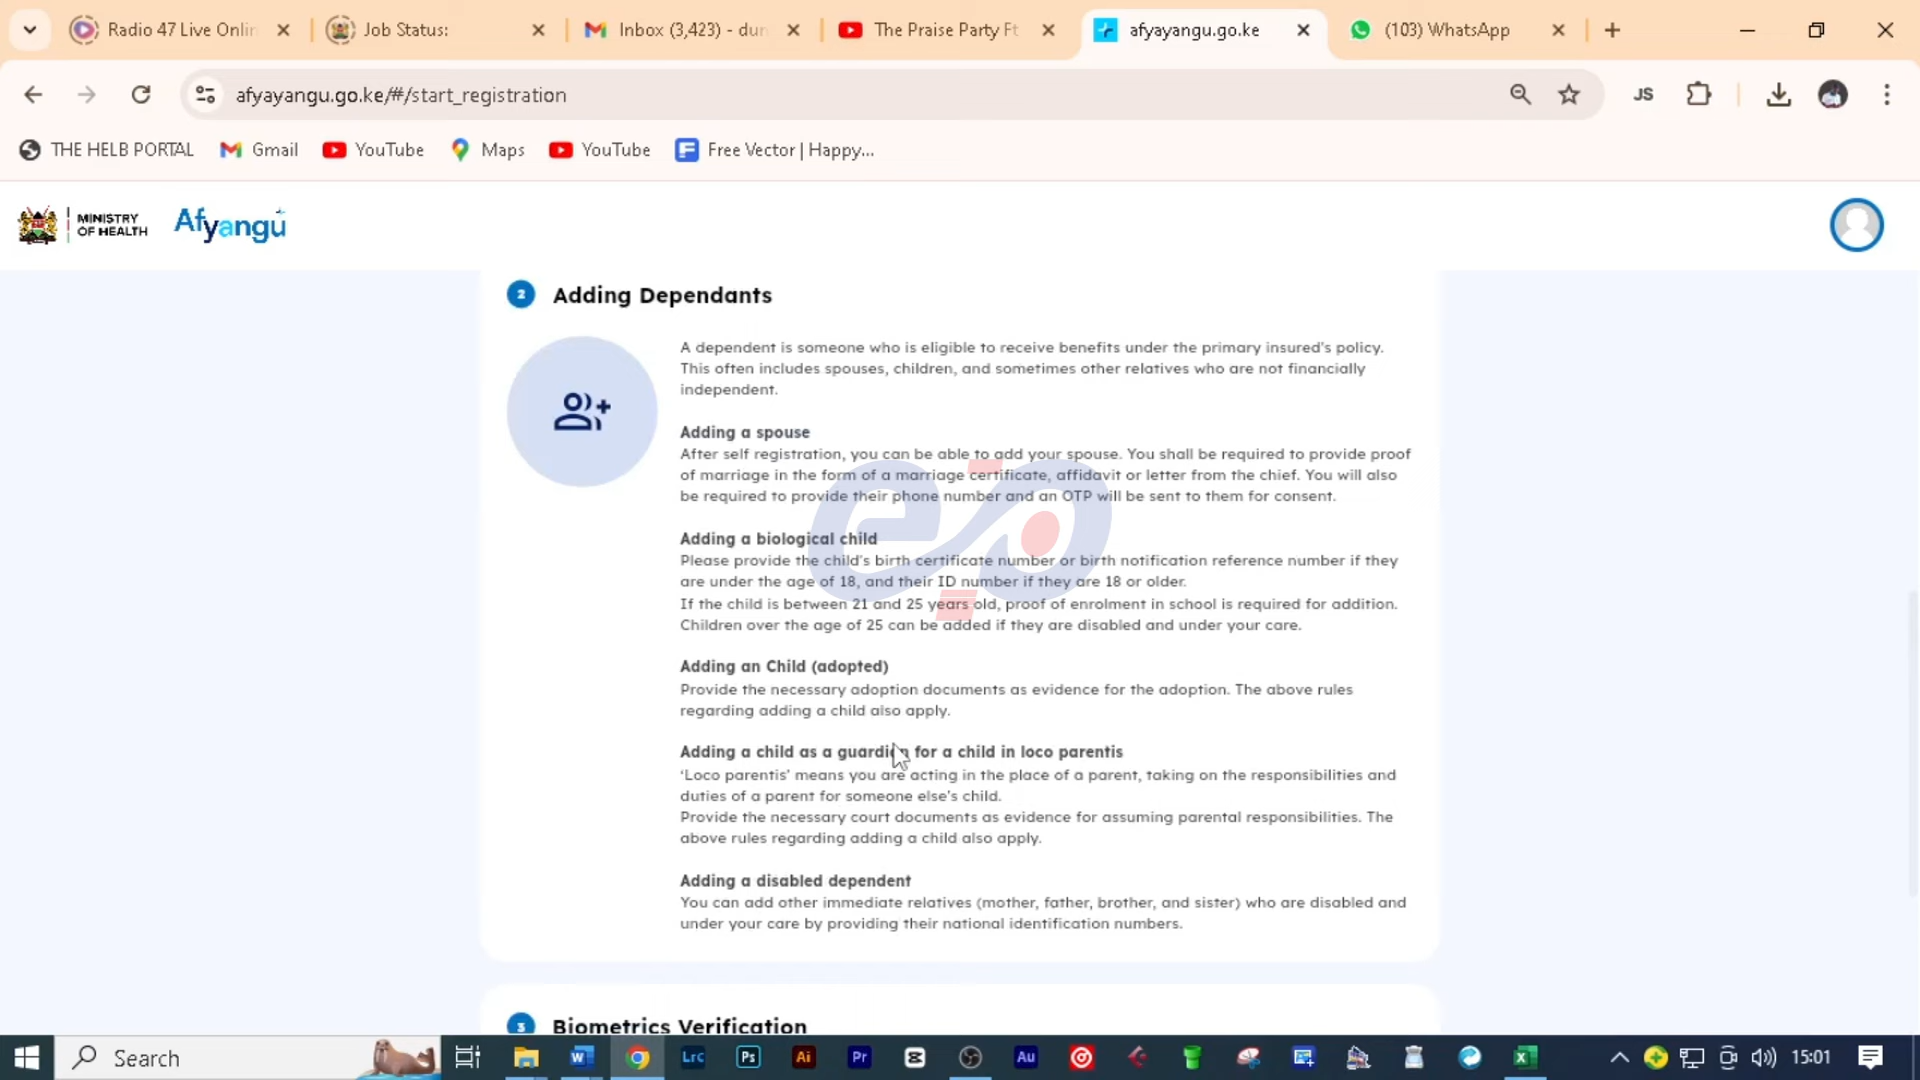 Radio 47 Live Onlin
Job Status:
Inbox (3,423) - dun
The Praise Party Ft
afyayangu.go.ke
(103) WhatsApp
afyayangu.go.ke/#/start_registration
JS
THE HELB PORTAL
Gmail
YouTube
Maps
YouTube
Free Vector | Happy...
MINISTRY
OF HEALTH
Afyangu
2
Adding Dependants
A dependent is someone who is eligible to receive benefits under the primary insured's policy.
This often includes spouses, children, and sometimes other relatives who are not financially
independent.
Adding a spouse
After self registration, you can be able to add your spouse. You shall be required to provide proof
of marriage in the form of a marriage certificate, affidavit or letter from the chief. You will also
be required to provide their phone number and an OTP will be sent to them for consent.
Adding a biological child
Please provide the child's birth certificate number or birth notification reference number if they
are under the age of 18, and their ID number if they are 18 or older.
If the child is between 21 and 25 years old, proof of enrolment in school is required for addition.
Children over the age of 25 can be added if they are disabled and under your care.
Adding an Child (adopted)
Provide the necessary adoption documents as evidence for the adoption. The above rules
regarding adding a child also apply.
Adding a child as a guardian for a child in loco parentis
‘Loco parentis’ means you are acting in the place of a parent, taking on the responsibilities and
duties of a parent for someone else's child.
Provide the necessary court documents as evidence for assuming parental responsibilities. The
above rules regarding adding a child also apply.
Adding a disabled dependent
You can add other immediate relatives (mother, father, brother, and sister) who are disabled and
under your care by providing their national identification numbers.
3
Biometrics Verification
Search
Lrc
Ps
Ai
Pr
Au
15:01